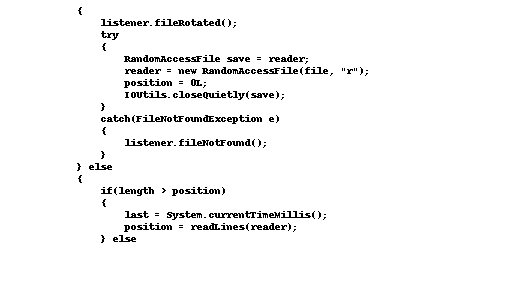 {
listener.fileRotated();
try
{
RandomAccessFile save = reader;
reader = new RandomAccessFile(file, "r");
position = 0L;
IOUtils.closeQuietly(save);
}
catch(FileNotFoundException e)
{
listener.fileNotFound();
}
} else
{
if(length > position)
{
last = System.currentTimeMillis();
position = readLines(reader);
} else